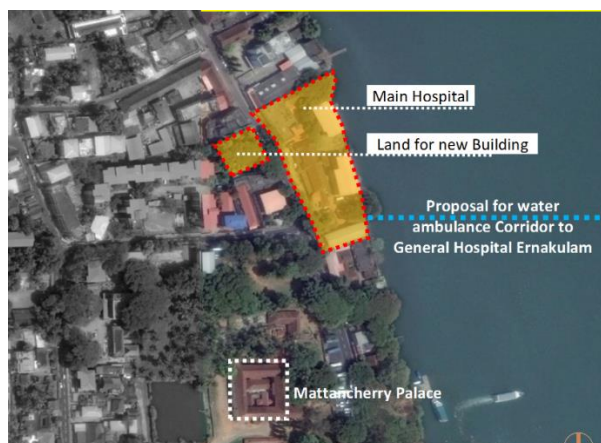 Main Hospital
Land for new Building
Proposal for water
ambulance Corridor to
General Hospital Ernakulam
Mattancherry Palace